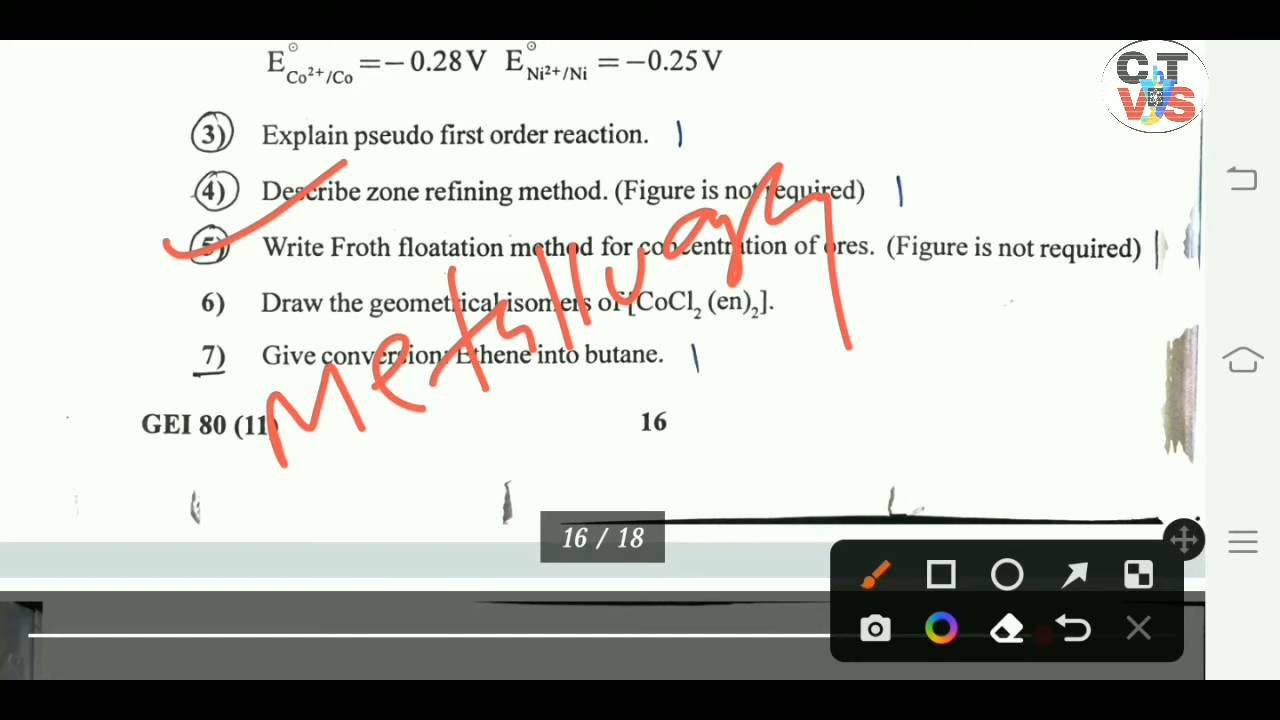 E⊙Co²⁺/Co = − 0.28 V E⊙Ni²⁺/Ni = −0.25 V
3) Explain pseudo first order reaction.
4) Describe zone refining method. (Figure is not required)
5) Write Froth floatation method for concentration of ores. (Figure is not required)
6) Draw the geometrical isomers of [CoCl₂ (en)₂].
7) Give conversion: Ethene into butane.
GEI 80 (11)
16
16 / 18